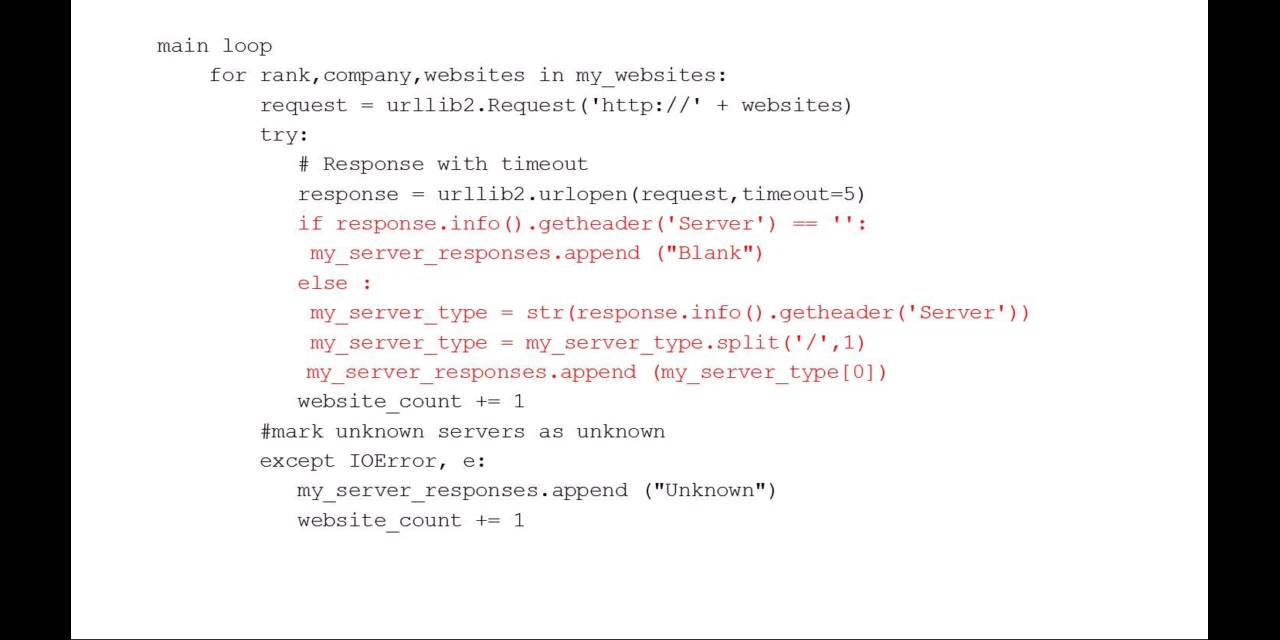 main loop
for rank,company,websites in my_websites:
request = urllib2.Request('http://' + websites)
try:
# Response with timeout
response = urllib2.urlopen(request,timeout=5)
if response.info().getheader('Server') == '':
my_server_responses.append ("Blank")
else :
my_server_type = str(response.info().getheader('Server'))
my_server_type = my_server_type.split('/',1)
my_server_responses.append (my_server_type[0])
website_count += 1
#mark unknown servers as unknown
except IOError, e:
my_server_responses.append ("Unknown")
website_count += 1